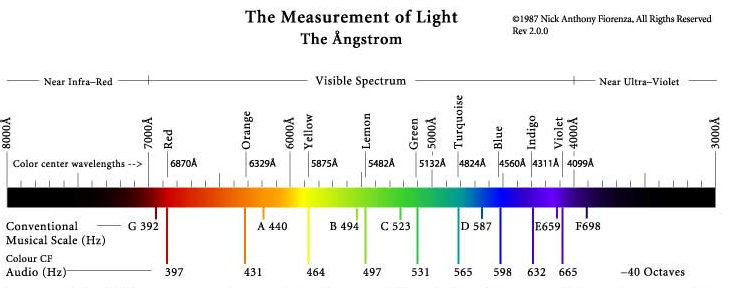 The Measurement of Light
The Ångstrom
©1987 Nick Anthony Fiorenza, All Rigths Reserved
Rev 2.0.0
Near Infra-Red
Visible Spectrum
Near Ultra-Violet
8000Å 7000Å Red Orange 6000Å Yellow Lemon Green 5000Å Turquoise Blue Indigo Violet 4000Å 3000Å
Color center wavelengths --> 6870Å 6329Å 5875Å 5482Å 5132Å 4824Å 4560Å 4311Å 4099Å
Conventional G 392 A 440 B 494 C 523 D 587 E659 F698
Musical Scale (Hz)
Colour CF
Audio (Hz) 397 431 464 497 531 565 598 632 665 -40 Octaves